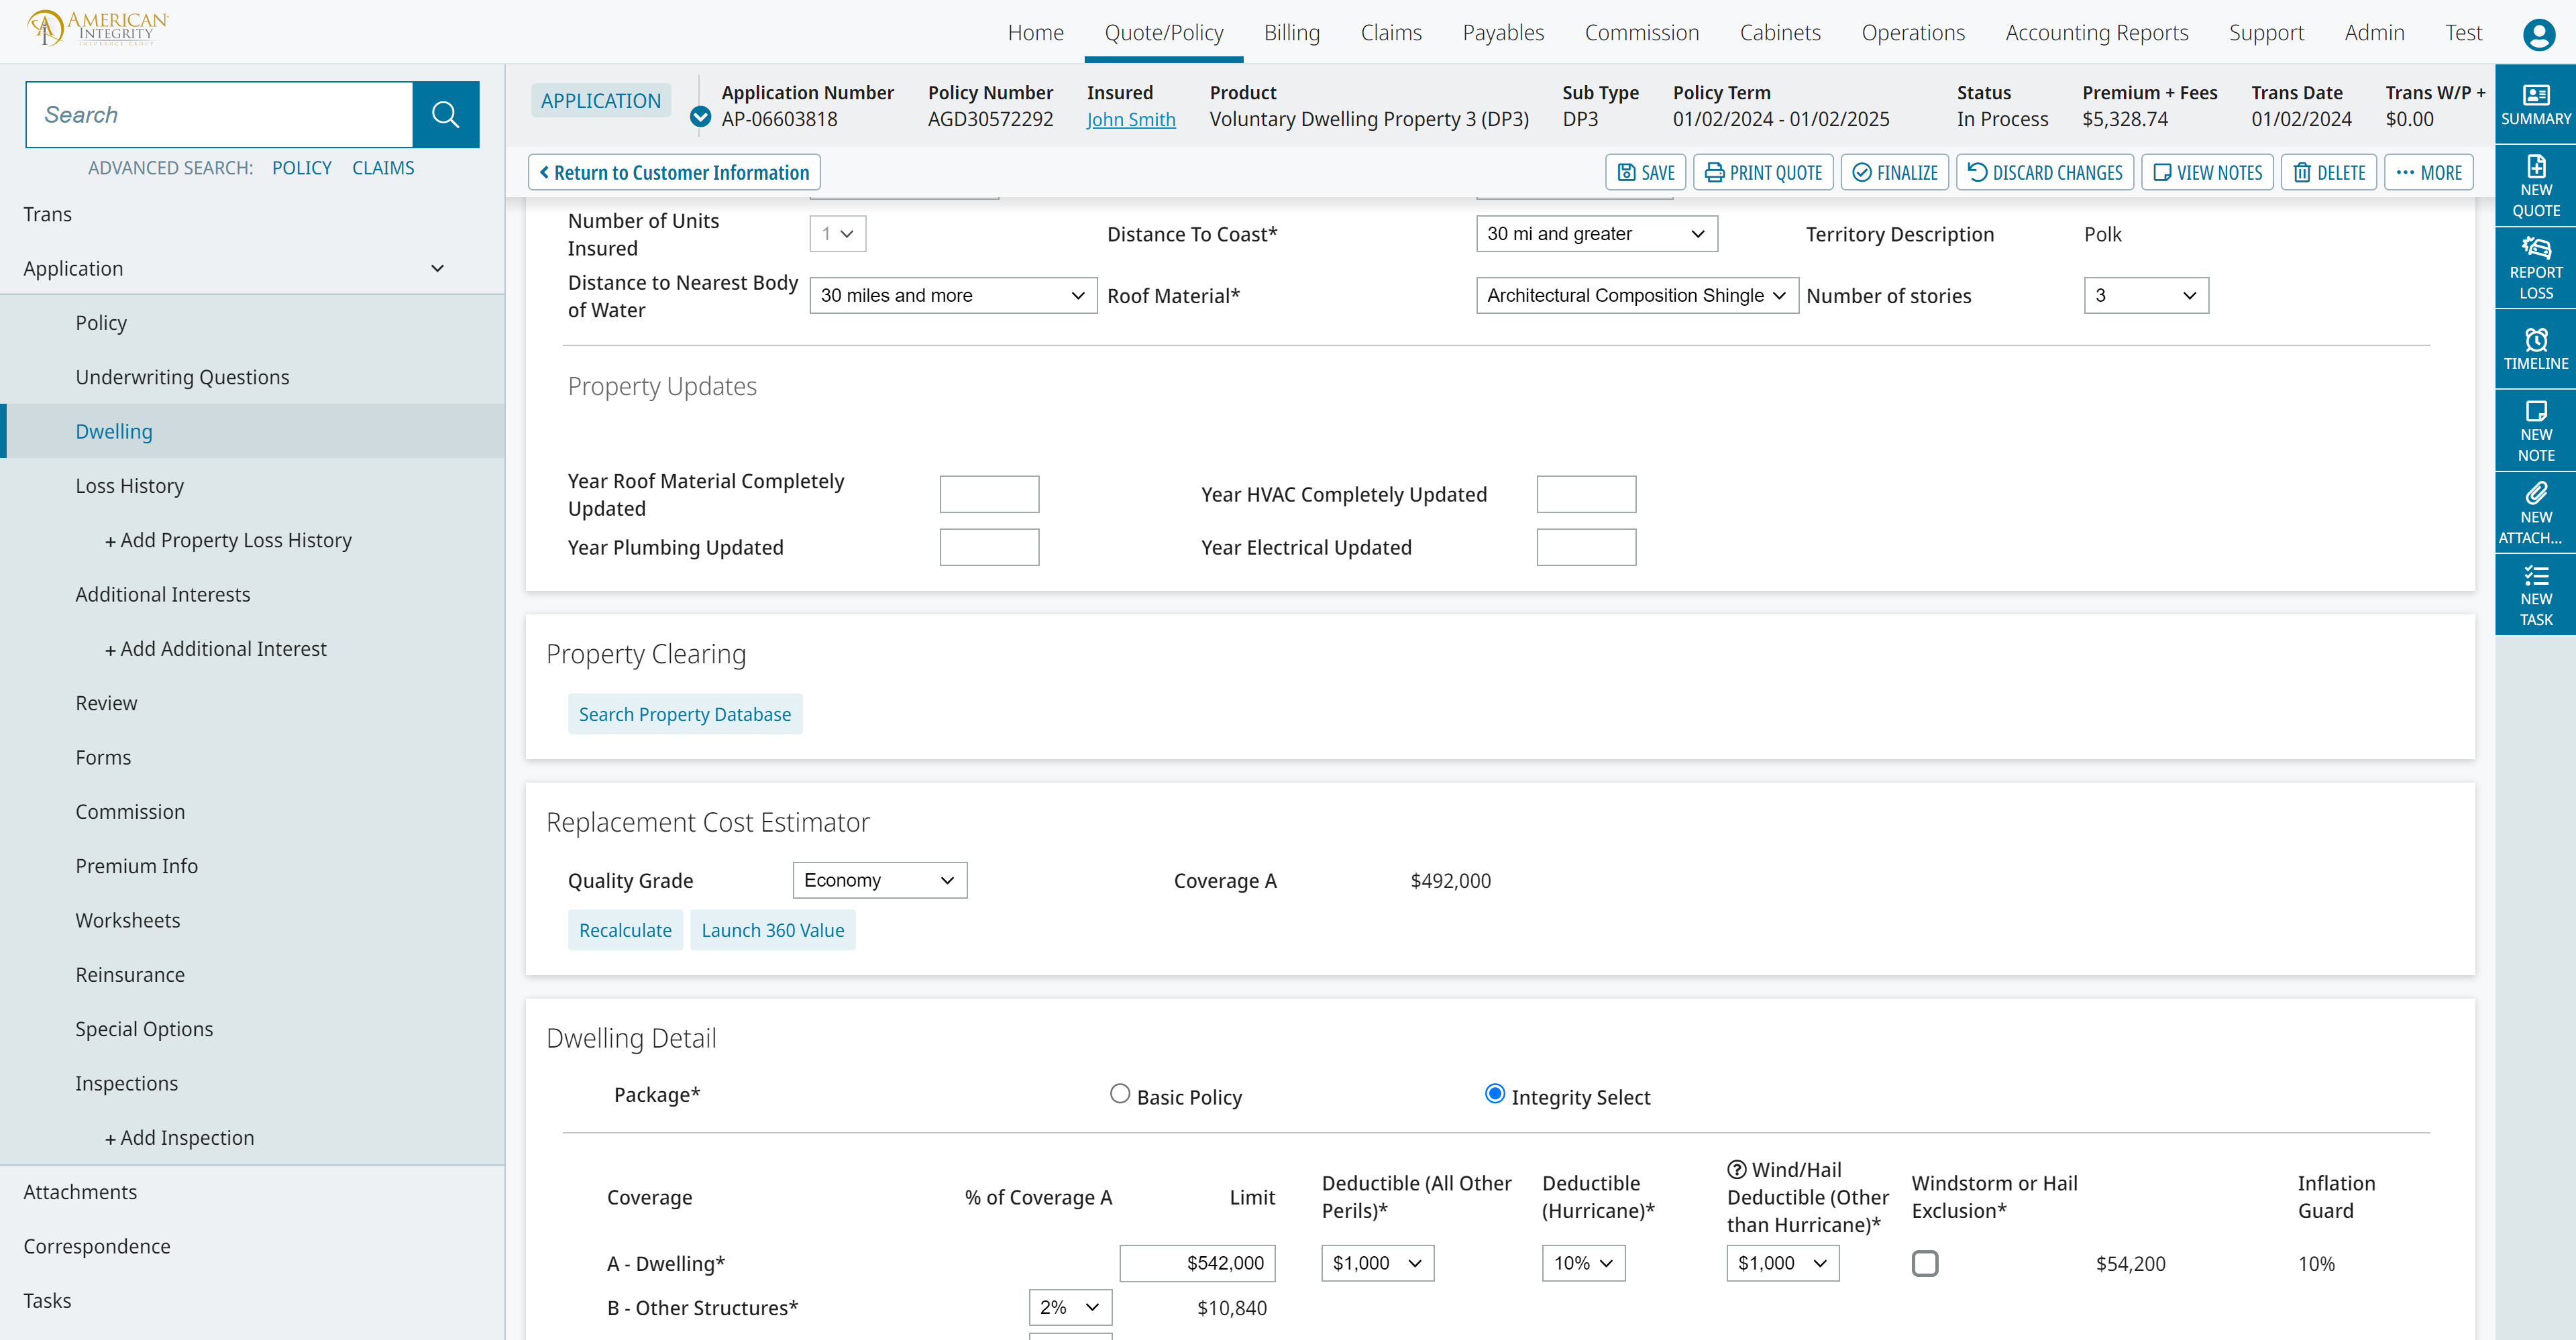 AMERICAN
INTEGRITY
INSURANCE GROUP
Home Quote/Policy Billing Claims Payables Commission Cabinets Operations Accounting Reports Support Admin Test
Search
ADVANCED SEARCH: POLICY CLAIMS
Trans
Application
Policy
Underwriting Questions
Dwelling
Loss History
+ Add Property Loss History
Additional Interests
+ Add Additional Interest
Review
Forms
Commission
Premium Info
Worksheets
Reinsurance
Special Options
Inspections
+ Add Inspection
Attachments
Correspondence
Tasks
APPLICATION
Application Number Policy Number Insured Product Sub Type Policy Term Status Premium + Fees Trans Date Trans W/P +
AP-06603818 AGD30572292 John Smith Voluntary Dwelling Property 3 (DP3) DP3 01/02/2024 - 01/02/2025 In Process $5,328.74 01/02/2024 $0.00
Return to Customer Information SAVE PRINT QUOTE FINALIZE DISCARD CHANGES VIEW NOTES DELETE ··· MORE
Number of Units
Insured
1
Distance To Coast* 30 mi and greater Territory Description Polk
Distance to Nearest Body
of Water
30 miles and more Roof Material* Architectural Composition Shingle Number of stories 3
Property Updates
Year Roof Material Completely
Updated
Year HVAC Completely Updated
Year Plumbing Updated Year Electrical Updated
Property Clearing
Search Property Database
Replacement Cost Estimator
Quality Grade Economy Coverage A $492,000
Recalculate Launch 360 Value
Dwelling Detail
Package* Basic Policy Integrity Select
Coverage % of Coverage A Limit
Deductible (All Other
Perils)*
Deductible
(Hurricane)*
? Wind/Hail
Deductible (Other
than Hurricane)*
Windstorm or Hail
Exclusion*
Inflation
Guard
A - Dwelling* $542,000 $1,000 10% $1,000 $54,200 10%
B - Other Structures* 2% $10,840
SUMMARY
NEW
QUOTE
REPORT
LOSS
TIMELINE
NEW
NOTE
NEW
ATTACH...
NEW
TASK